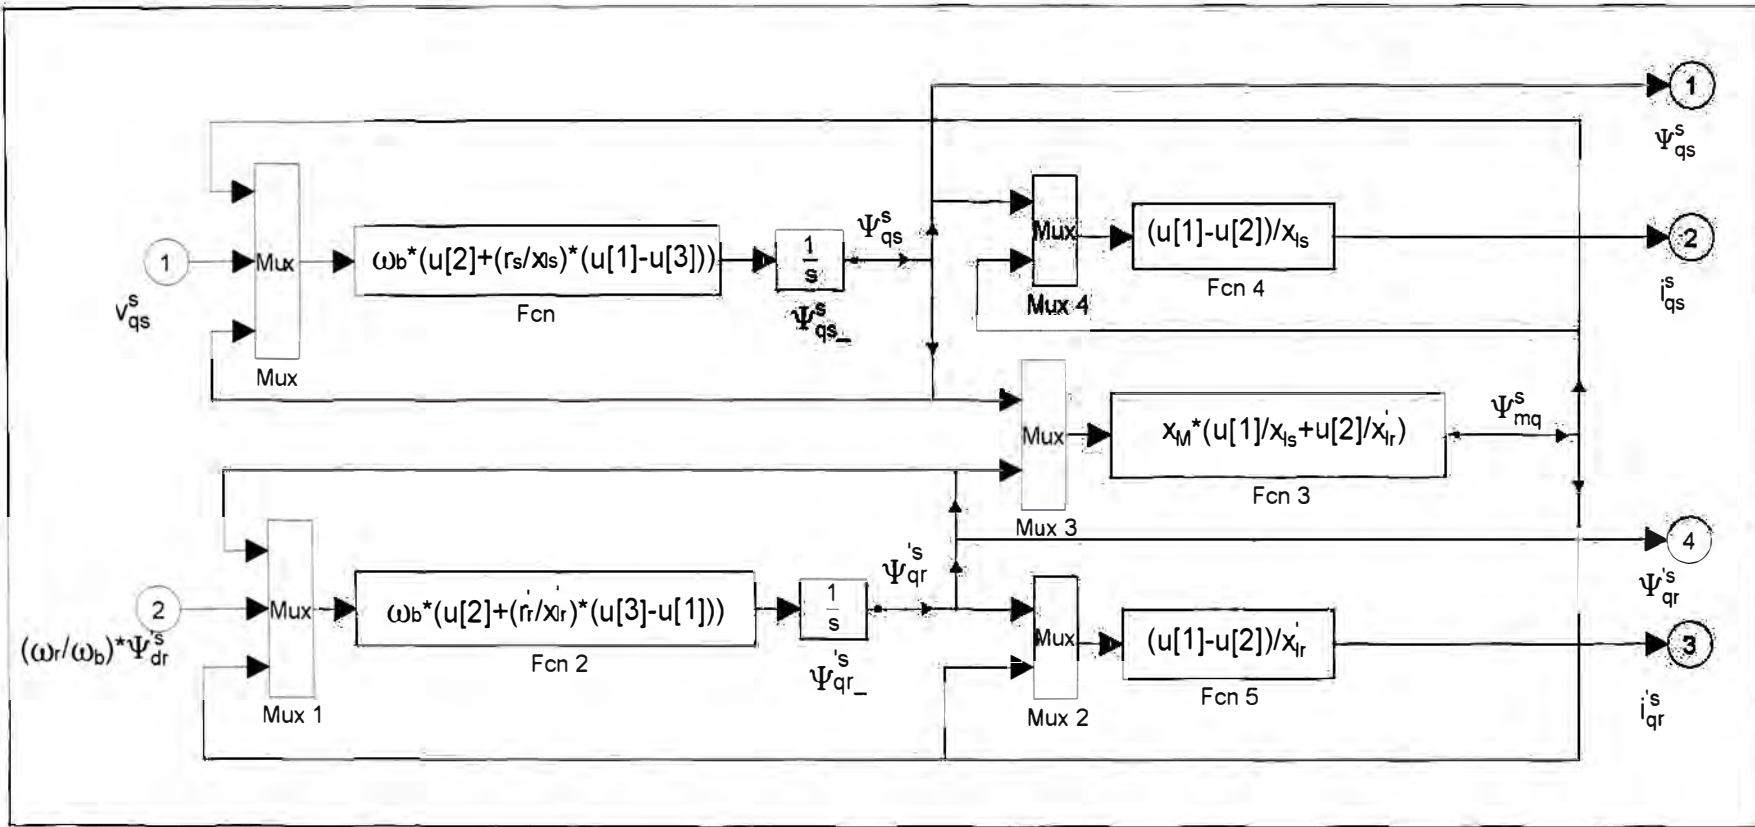 1
Ψ^s_qs
1
v^s_qs
Mux
Mux
ω_b*(u[2]+(r_s/x_ls)*(u[1]-u[3]))
Fcn
1
s
Ψ^s_qs_
Ψ^s_qs
Mux
Mux 4
(u[1]-u[2])/x_ls
Fcn 4
2
i^s_qs
Mux
Mux 3
x_M*(u[1]/x_ls+u[2]/x'_lr)
Fcn 3
Ψ^s_mq
4
Ψ'^s_qr
2
(ω_r/ω_b)*Ψ'^s_dr
Mux
Mux 1
ω_b*(u[2]+(r'_r/x'_lr)*(u[3]-u[1]))
Fcn 2
1
s
Ψ'^s_qr_
Ψ'^s_qr
Mux
Mux 2
(u[1]-u[2])/x'_lr
Fcn 5
3
i'^s_qr